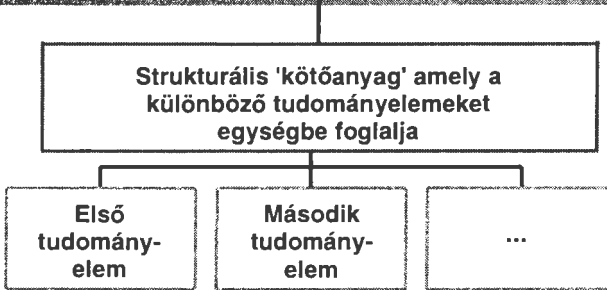 Strukturális 'kötőanyag' amely a
különböző tudományelemeket
egységbe foglalja
Első
tudomány-
elem
Második
tudomány-
elem
...